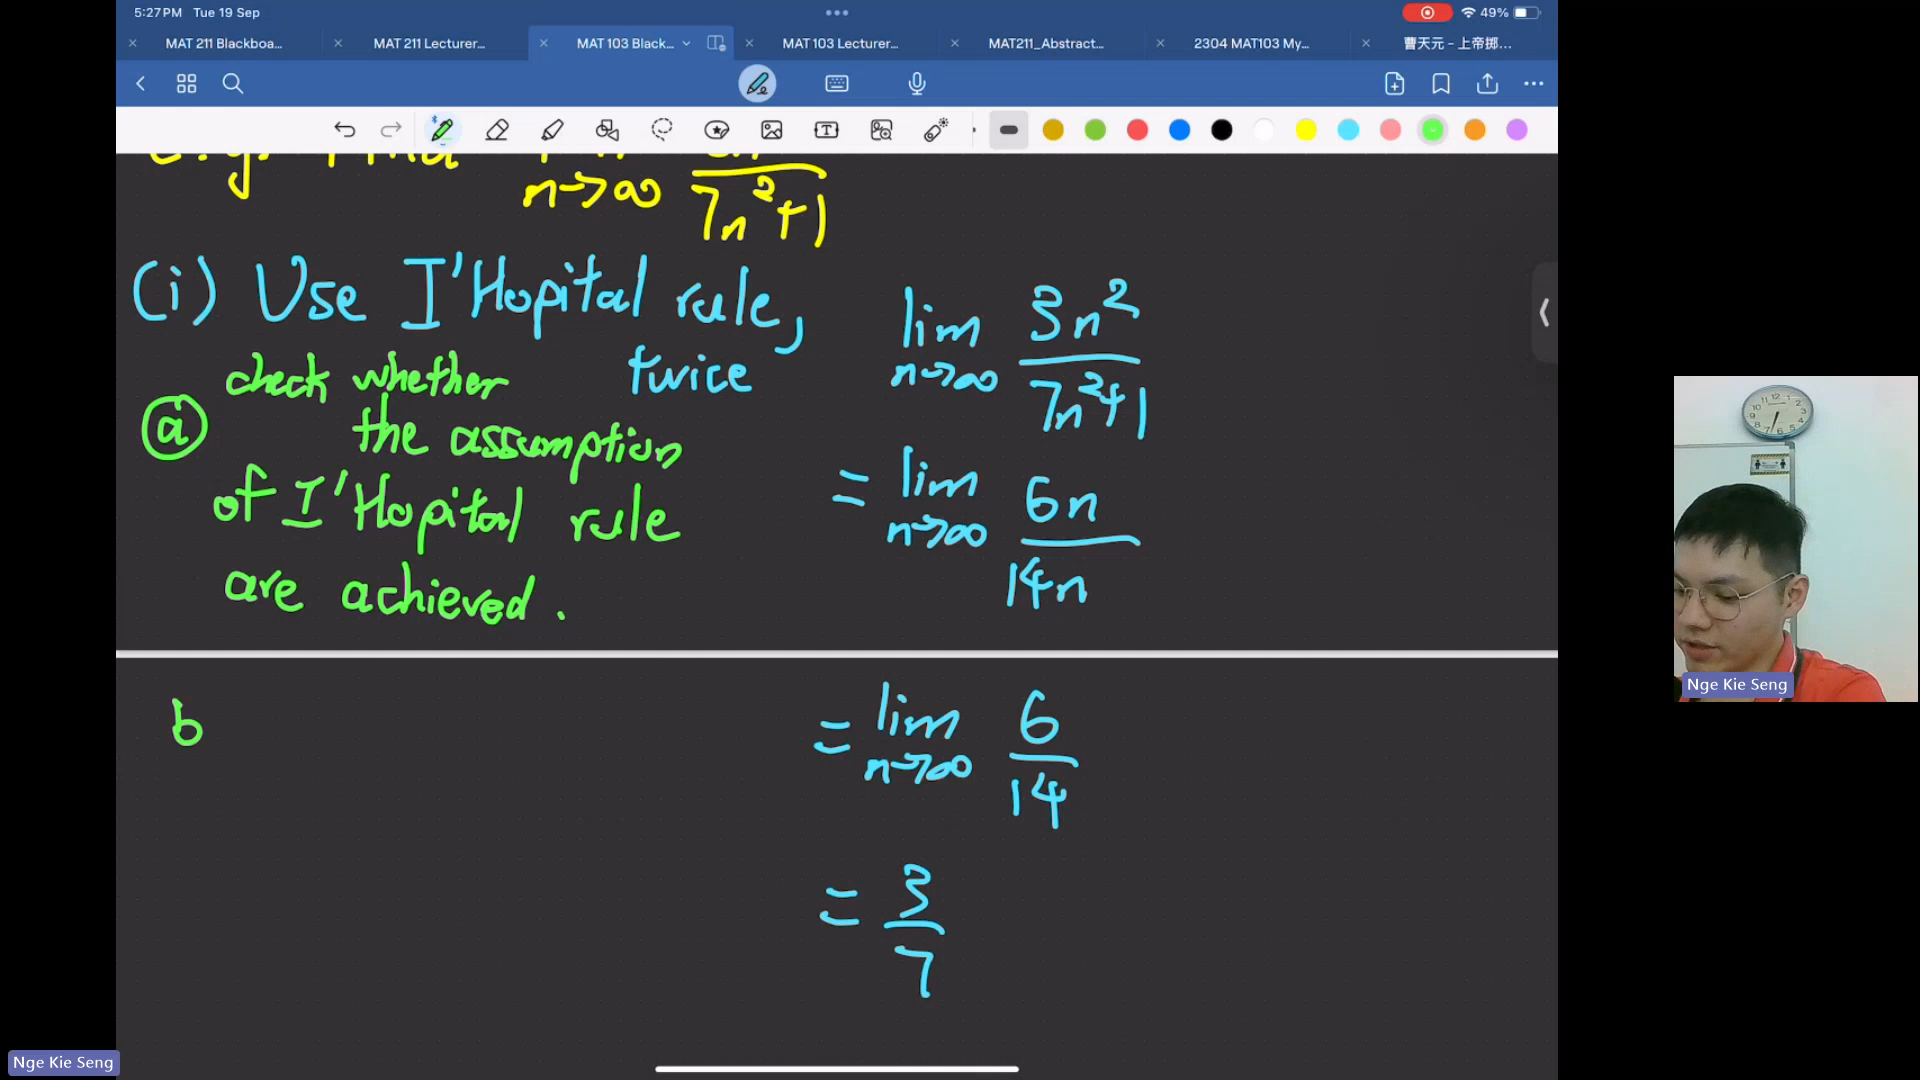 5:27PM Tue 19 Sep
49%
MAT 211 Blackboa...
MAT 211 Lecturer...
MAT 103 Black...
MAT 103 Lecturer...
MAT211_Abstract...
2304 MAT103 My...
曹天元 - 上帝掷...
n→∞ 7n²+1
(i) Use I'Hopital rule,
twice
ⓐ check whether
the assumption
of I'Hopital rule
are achieved.
lim 3n²
n→∞ 7n²+1
= lim 6n
n→∞ 14n
b
= lim 6
n→∞ 14
= 3
7
Nge Kie Seng
Nge Kie Seng